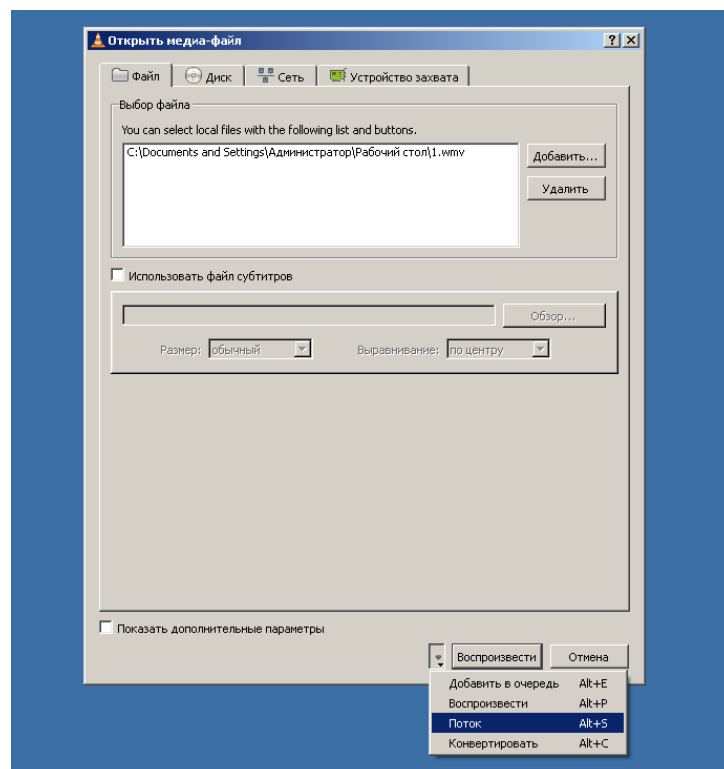 Открыть медиа-файл
Файл Диск Сеть Устройство захвата
Выбор файла
You can select local files with the following list and buttons.
C:\Documents and Settings\Администратор\Рабочий стол\1.wmv
Добавить...
Удалить
Использовать файл субтитров
Обзор...
Размер: обычный Выравнивание: по центру
Показать дополнительные параметры
Воспроизвести Отмена
Добавить в очередь Alt+E
Воспроизвести Alt+P
Поток Alt+S
Конвертировать Alt+C